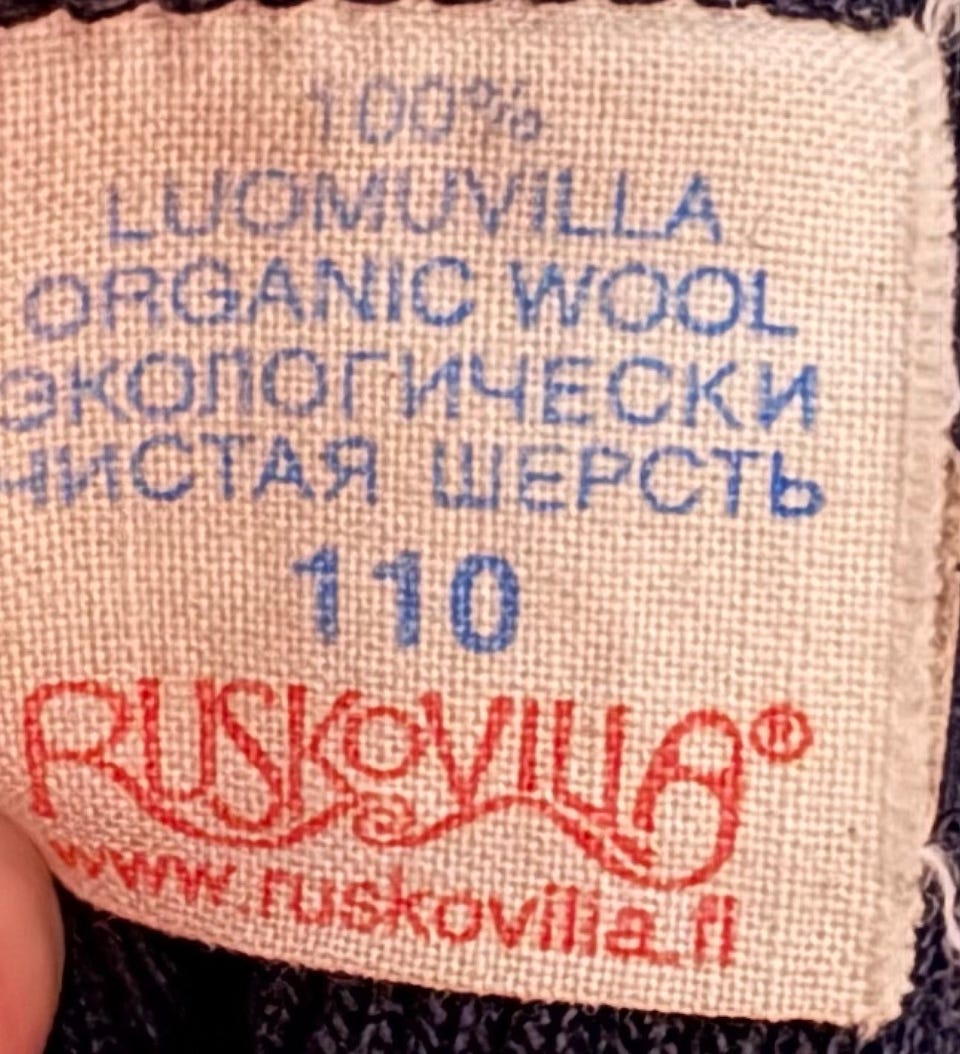 100%
LUOMUVILLA
ORGANIC WOOL
ЭКОЛОГИЧЕСКИ
ЧИСТАЯ ШЕРСТЬ
110
RUSKOVILLA®
www.ruskovilla.fi